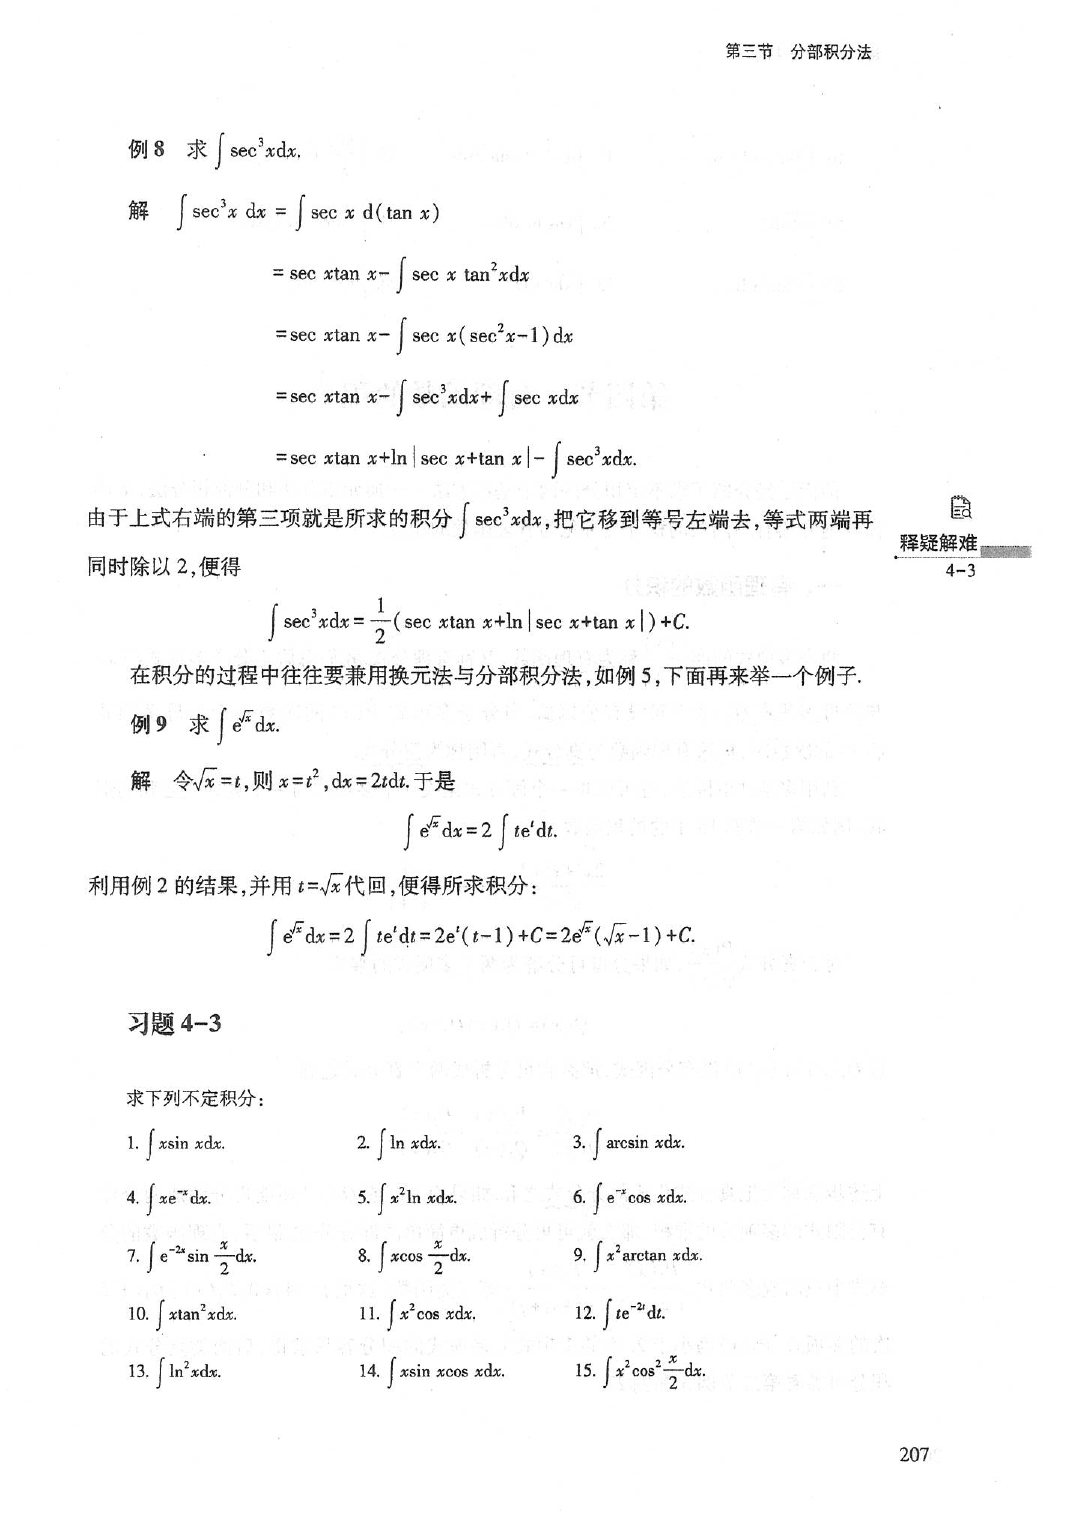 第三节 分部积分法
例8 求∫sec³xdx.
解 ∫sec³x dx = ∫sec x d(tan x)
= sec xtan x-∫sec x tan²xdx
=sec xtan x-∫sec x(sec²x-1)dx
=sec xtan x-∫sec³xdx+∫sec xdx
=sec xtan x+ln|sec x+tan x|-∫sec³xdx.
由于上式右端的第三项就是所求的积分∫sec³xdx,把它移到等号左端去,等式两端再
同时除以2,便得
释疑解难
4-3
∫sec³xdx=1/2(sec xtan x+ln|sec x+tan x|)+C.
在积分的过程中往往要兼用换元法与分部积分法,如例5,下面再来举一个例子.
例9 求∫e^√x dx.
解 令√x=t,则x=t²,dx=2tdt.于是
∫e^√x dx=2∫te^t dt.
利用例2的结果,并用t=√x代回,便得所求积分:
∫e^√x dx=2∫te^t dt=2e^t(t-1)+C=2e^√x(√x-1)+C.
习题4-3
求下列不定积分:
1. ∫xsin xdx. 2. ∫ln xdx. 3. ∫arcsin xdx.
4. ∫xe^-x dx. 5. ∫x²ln xdx. 6. ∫e^-x cos xdx.
7. ∫e^-2x sin x/2 dx. 8. ∫xcos x/2 dx. 9. ∫x²arctan xdx.
10. ∫xtan²xdx. 11. ∫x²cos xdx. 12. ∫te^-2t dt.
13. ∫ln²xdx. 14. ∫xsin xcos xdx. 15. ∫x²cos² x/2 dx.
207